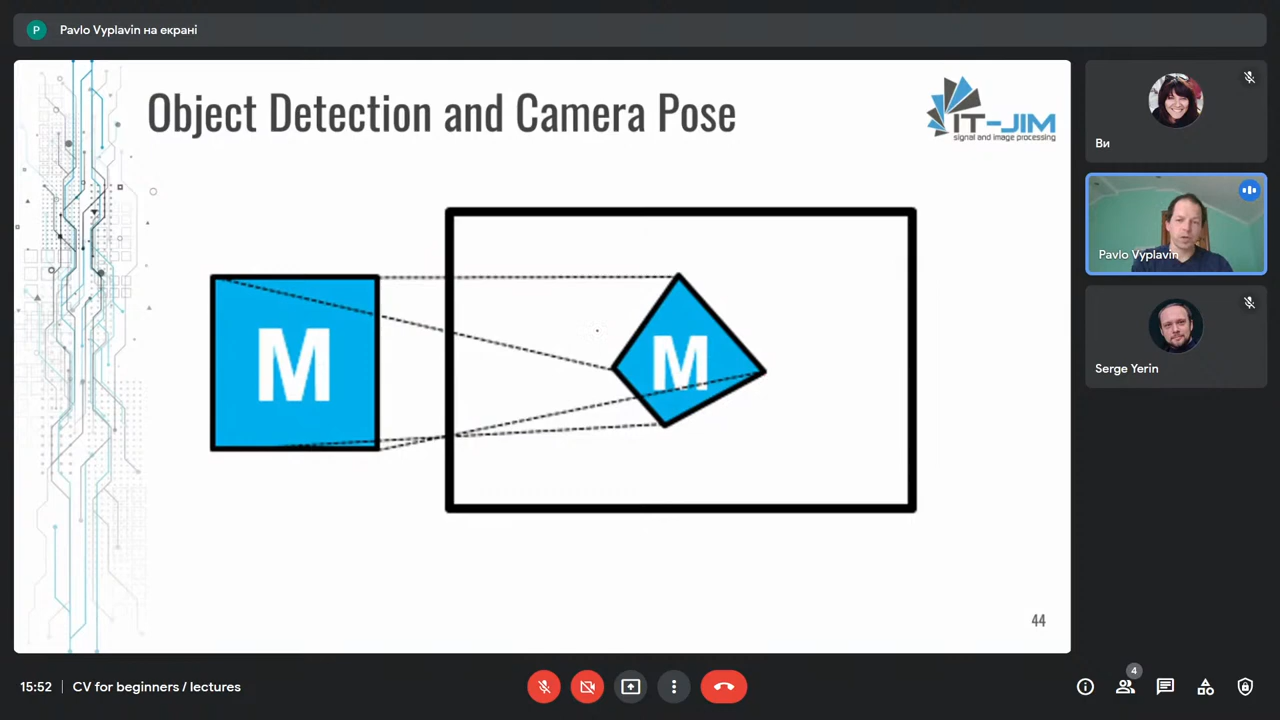 P Pavlo Vyplavin на екрані
Object Detection and Camera Pose
IT-JIM
signal and image processing
M
M
44
Ви
Pavlo Vyplavin
Serge Yerin
15:52 | CV for beginners / lectures
4